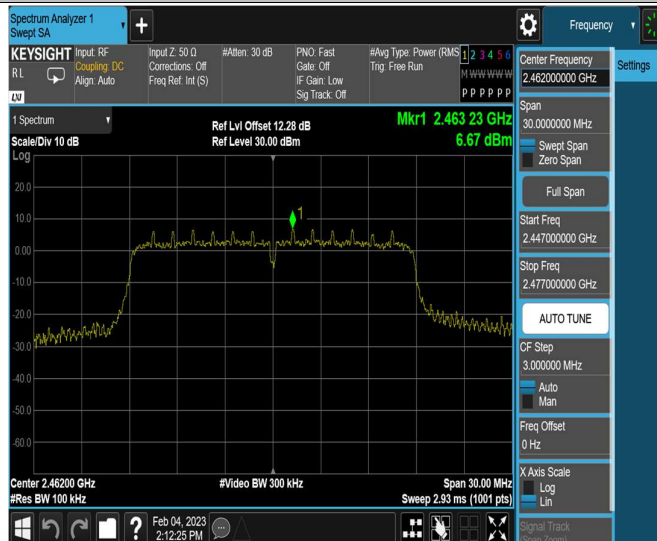 Spectrum Analyzer 1
Swept SA
+
Frequency
KEYSIGHT
RL
LXI
Input: RF
Coupling: DC
Align: Auto
Input Z: 50 Ω
Corrections: Off
Freq Ref: Int (S)
#Atten: 30 dB
PNO: Fast
Gate: Off
IF Gain: Low
Sig Track: Off
#Avg Type: Power (RMS
Trig: Free Run
1 2 3 4 5 6
M W W W W W
P P P P P P
1 Spectrum
Scale/Div 10 dB
Log
Ref Lvl Offset 12.28 dB
Ref Level 30.00 dBm
Mkr1 2.463 23 GHz
6.67 dBm
1
20.0
10.0
0.00
-10.0
-20.0
-30.0
-40.0
-50.0
-60.0
Center 2.46200 GHz
#Res BW 100 kHz
#Video BW 300 kHz
Span 30.00 MHz
Sweep 2.93 ms (1001 pts)
?
Feb 04, 2023
2:12:25 PM
Center Frequency
2.462000000 GHz
Settings
Span
30.0000000 MHz
Swept Span
Zero Span
Full Span
Start Freq
2.447000000 GHz
Stop Freq
2.477000000 GHz
AUTO TUNE
CF Step
3.000000 MHz
Auto
Man
Freq Offset
0 Hz
X Axis Scale
Log
Lin
Signal Track
(Span Zoom)